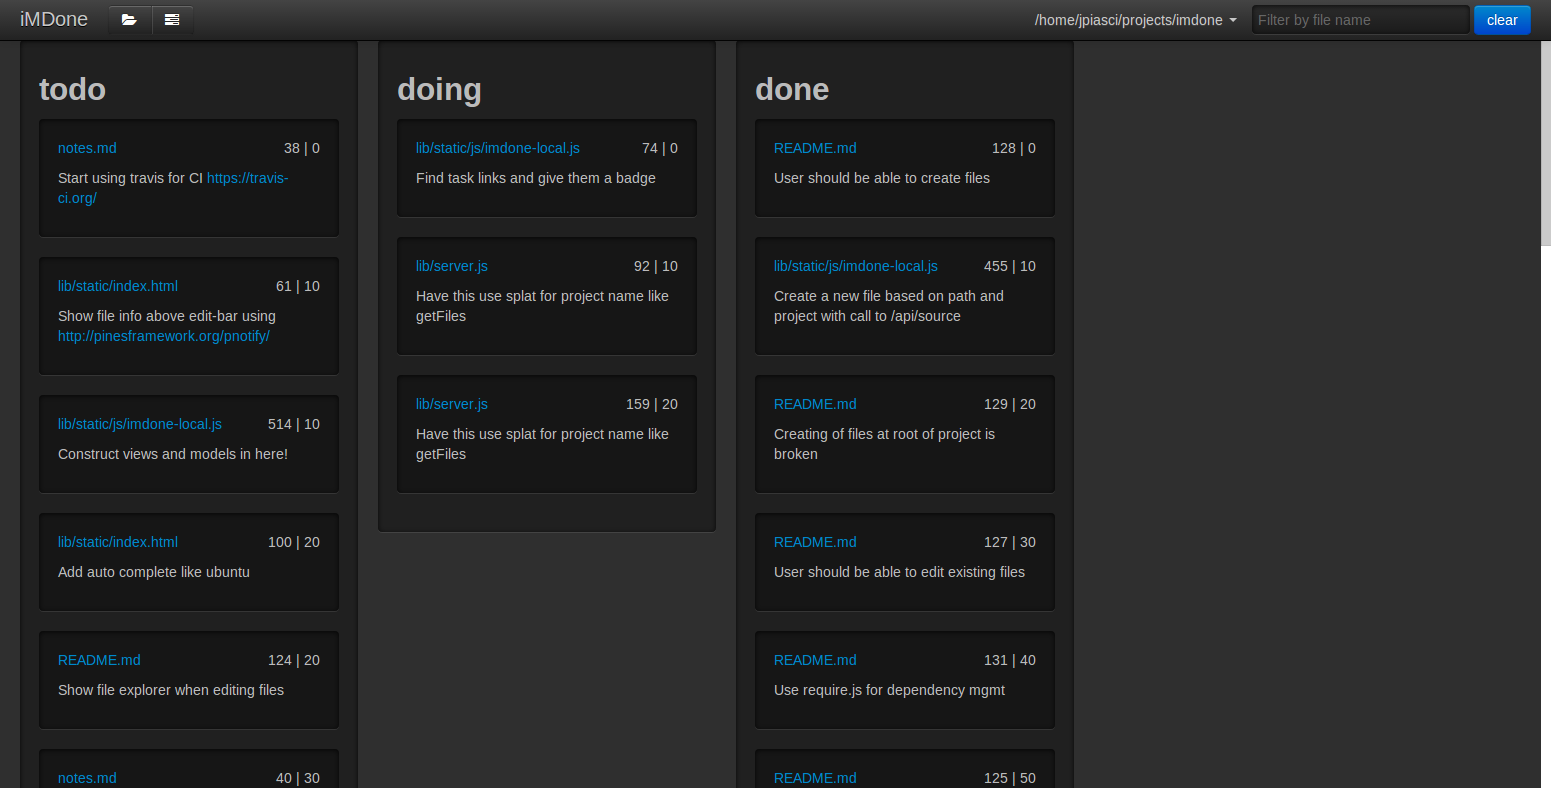 iMDone /home/jpiasci/projects/imdone Filter by file name clear
todo
notes.md 38 | 0
Start using travis for CI https://travis-
ci.org/
lib/static/index.html 61 | 10
Show file info above edit-bar using
http://pinesframework.org/pnotify/
lib/static/js/imdone-local.js 514 | 10
Construct views and models in here!
lib/static/index.html 100 | 20
Add auto complete like ubuntu
README.md 124 | 20
Show file explorer when editing files
notes.md 40 | 30
doing
lib/static/js/imdone-local.js 74 | 0
Find task links and give them a badge
lib/server.js 92 | 10
Have this use splat for project name like
getFiles
lib/server.js 159 | 20
Have this use splat for project name like
getFiles
done
README.md 128 | 0
User should be able to create files
lib/static/js/imdone-local.js 455 | 10
Create a new file based on path and
project with call to /api/source
README.md 129 | 20
Creating of files at root of project is
broken
README.md 127 | 30
User should be able to edit existing files
README.md 131 | 40
Use require.js for dependency mgmt
README.md 125 | 50